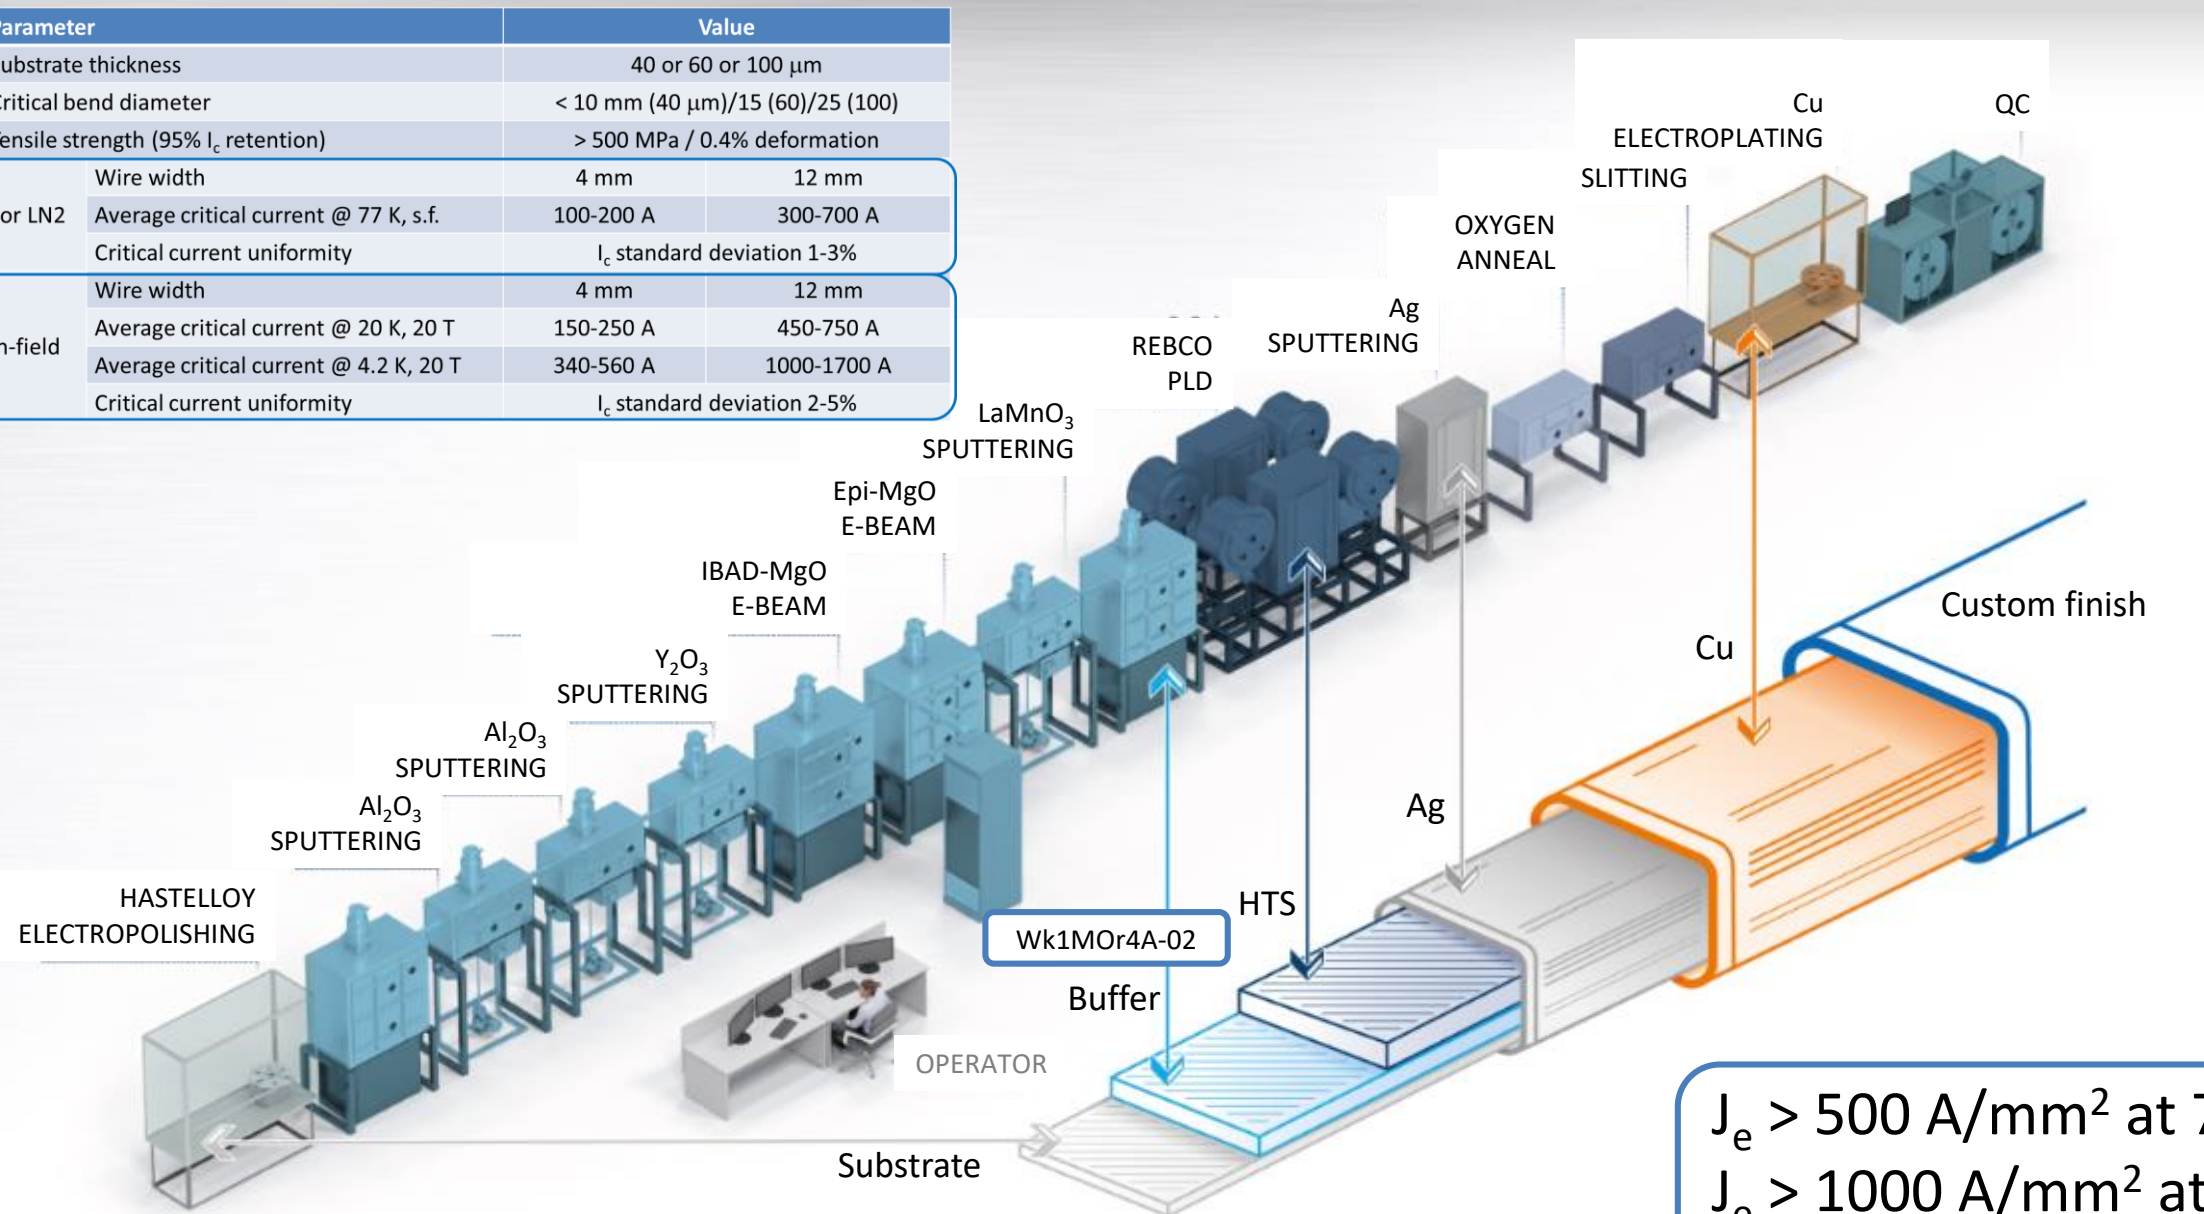 Parameter Value
ubstrate thickness 40 or 60 or 100 μm
Critical bend diameter < 10 mm (40 μm)/15 (60)/25 (100)
Tensile strength (95% Ic retention) > 500 MPa / 0.4% deformation
or LN2
Wire width 4 mm 12 mm
Average critical current @ 77 K, s.f. 100-200 A 300-700 A
Critical current uniformity Ic standard deviation 1-3%
n-field
Wire width 4 mm 12 mm
Average critical current @ 20 K, 20 T 150-250 A 450-750 A
Average critical current @ 4.2 K, 20 T 340-560 A 1000-1700 A
Critical current uniformity Ic standard deviation 2-5%
HASTELLOY
ELECTROPOLISHING
Al₂O₃
SPUTTERING
Al₂O₃
SPUTTERING
Y₂O₃
SPUTTERING
IBAD-MgO
E-BEAM
Epi-MgO
E-BEAM
LaMnO₃
SPUTTERING
REBCO
PLD
Ag
SPUTTERING
OXYGEN
ANNEAL
SLITTING
Cu
ELECTROPLATING
QC
Custom finish
Cu
Ag
HTS
Wk1MOr4A-02
Buffer
OPERATOR
Substrate
Je > 500 A/mm² at 7
Je > 1000 A/mm² at